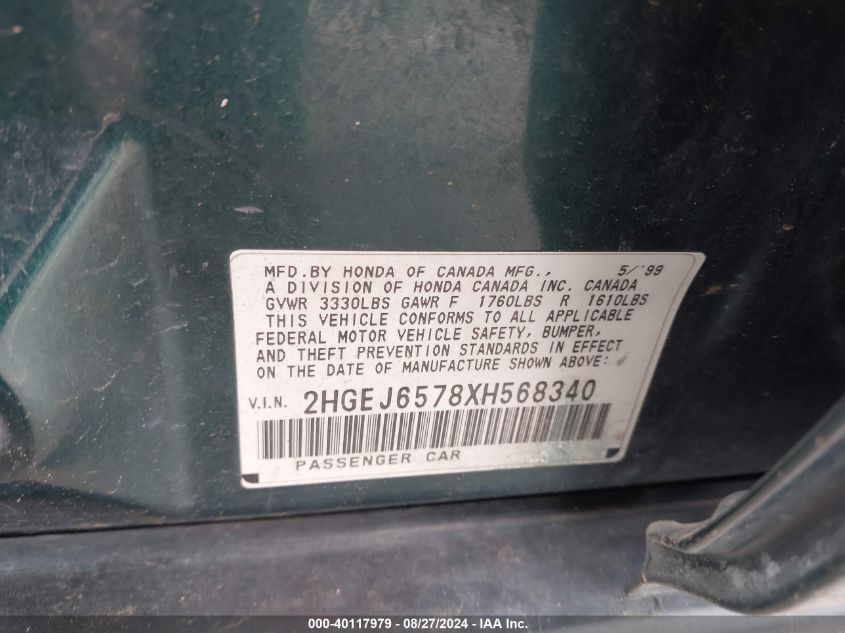 MFD.BY HONDA OF CANADA MFG., 5/'99
A DIVISION OF HONDA CANADA INC. CANADA
GVWR 3330LBS GAWR F 1760LBS R 1610LBS
THIS VEHICLE CONFORMS TO ALL APPLICABLE
FEDERAL MOTOR VEHICLE SAFETY, BUMPER,
AND THEFT PREVENTION STANDARDS IN EFFECT
ON THE DATE OF MANUFACTURE SHOWN ABOVE:
V.I.N. 2HGEJ6578XH568340
PASSENGER CAR
000-40117979 - 08/27/2024 - IAA Inc.